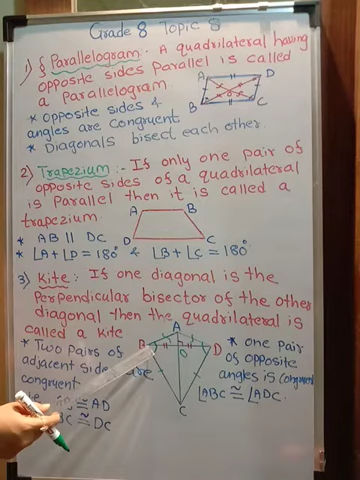 Grade 8 Topic 8
1) § Parallelogram :- A quadrilateral having
opposite sides parallel is called
a Parallelogram.
* opposite sides &
angles are congruent
* Diagonals bisect each other.
A D
B C
2) Trapezium :- If only one pair of
opposite sides of a quadrilateral
is Parallel then it is called a
trapezium.
A B
D C
* AB || DC
* ∠A + ∠D = 180° & ∠B + ∠C = 180°
3) Kite : If one diagonal is the
Perpendicular bisector of the other
diagonal then the quadrilateral is
called a kite
* Two Pairs of
adjacent sides are
congruent
≅ AD
BC ≅ DC
A
B O D
C
* one pair
of opposite
angles is congruent
∠ABC ≅ ∠ADC